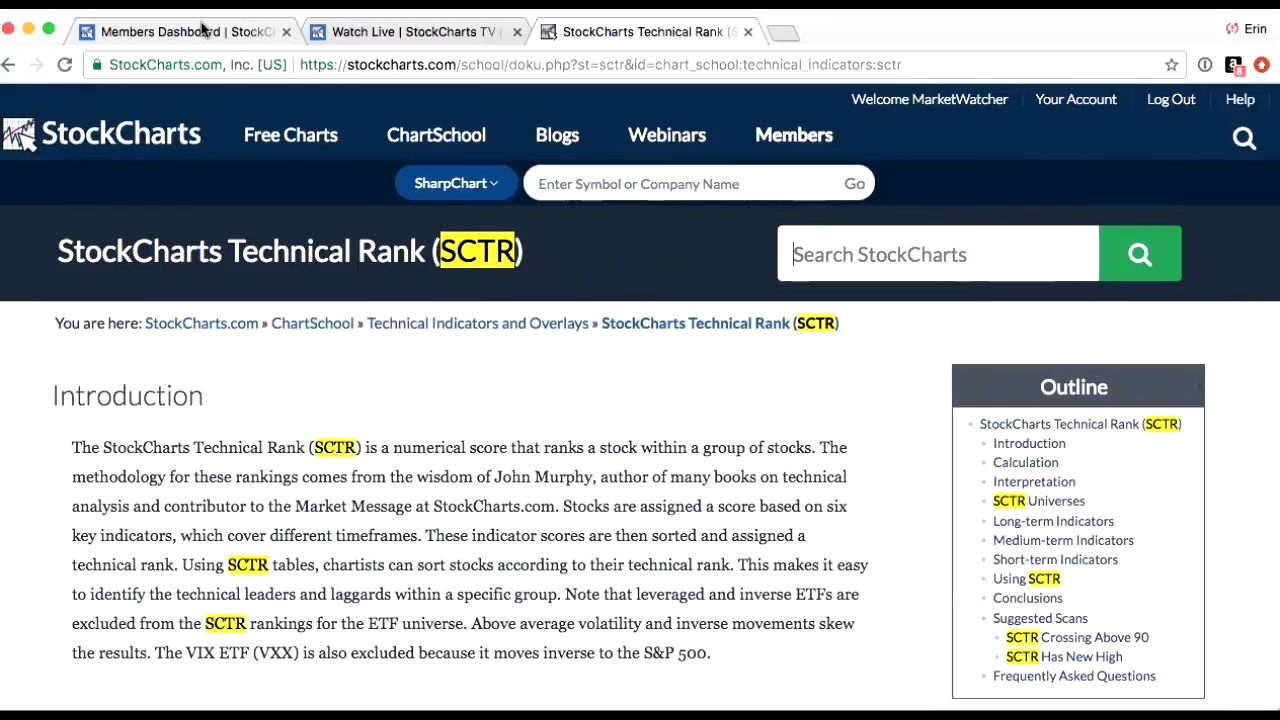 Members Dashboard | StockC
Watch Live | StockCharts TV
StockCharts Technical Rank (S
Erin
StockCharts.com, Inc. [US]
https://stockcharts.com/school/doku.php?st=sctr&id=chart_school:technical_indicators:sctr
Welcome MarketWatcher
Your Account
Log Out
Help
StockCharts
Free Charts
ChartSchool
Blogs
Webinars
Members
SharpChart
Enter Symbol or Company Name
Go
StockCharts Technical Rank (SCTR)
Search StockCharts
You are here: StockCharts.com » ChartSchool » Technical Indicators and Overlays » StockCharts Technical Rank (SCTR)
Introduction
The StockCharts Technical Rank (SCTR) is a numerical score that ranks a stock within a group of stocks. The
methodology for these rankings comes from the wisdom of John Murphy, author of many books on technical
analysis and contributor to the Market Message at StockCharts.com. Stocks are assigned a score based on six
key indicators, which cover different timeframes. These indicator scores are then sorted and assigned a
technical rank. Using SCTR tables, chartists can sort stocks according to their technical rank. This makes it easy
to identify the technical leaders and laggards within a specific group. Note that leveraged and inverse ETFs are
excluded from the SCTR rankings for the ETF universe. Above average volatility and inverse movements skew
the results. The VIX ETF (VXX) is also excluded because it moves inverse to the S&P 500.
Outline
StockCharts Technical Rank (SCTR)
Introduction
Calculation
Interpretation
SCTR Universes
Long-term Indicators
Medium-term Indicators
Short-term Indicators
Using SCTR
Conclusions
Suggested Scans
SCTR Crossing Above 90
SCTR Has New High
Frequently Asked Questions